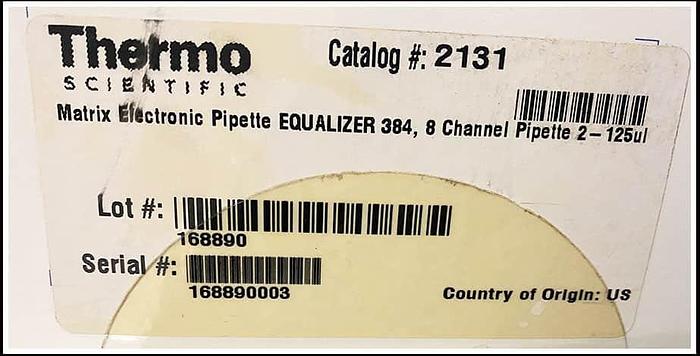 Thermo
SCIENTIFIC
Catalog #: 2131
Matrix Electronic Pipette EQUALIZER 384, 8 Channel Pipette 2-125ul
Lot #:
168890
Serial #:
168890003
Country of Origin: US